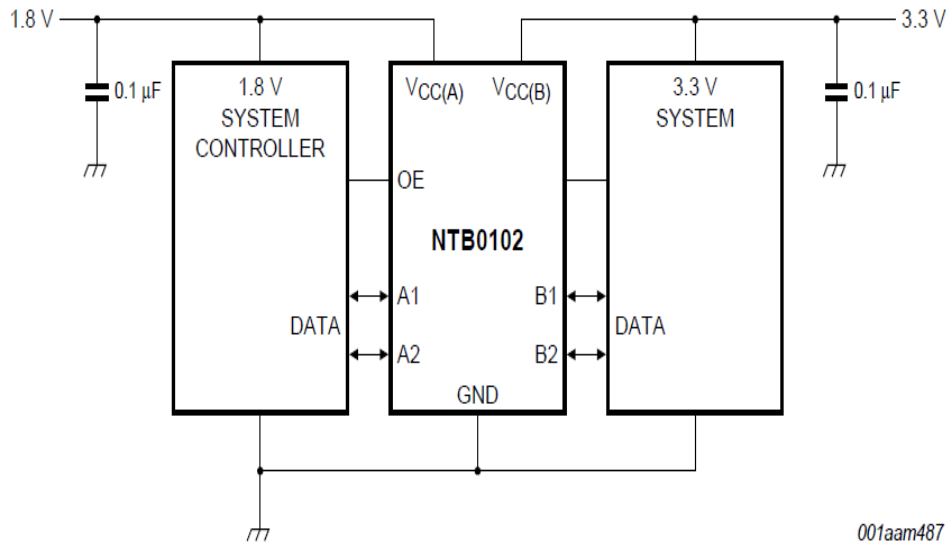 1.8 V
3.3 V
0.1 μF
1.8 V
SYSTEM
CONTROLLER
VCC(A)
VCC(B)
3.3 V
SYSTEM
0.1 μF
OE
NTB0102
A1
B1
DATA
DATA
A2
B2
GND
001aam487